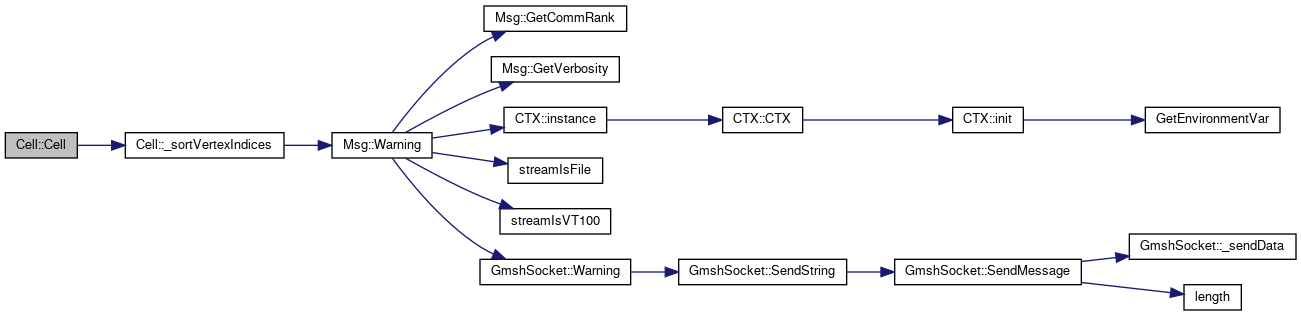 Cell::Cell
Cell::_sortVertexIndices
Msg::Warning
Msg::GetCommRank
Msg::GetVerbosity
CTX::instance
CTX::CTX
CTX::init
GetEnvironmentVar
streamIsFile
streamIsVT100
GmshSocket::Warning
GmshSocket::SendString
GmshSocket::SendMessage
GmshSocket::_sendData
length